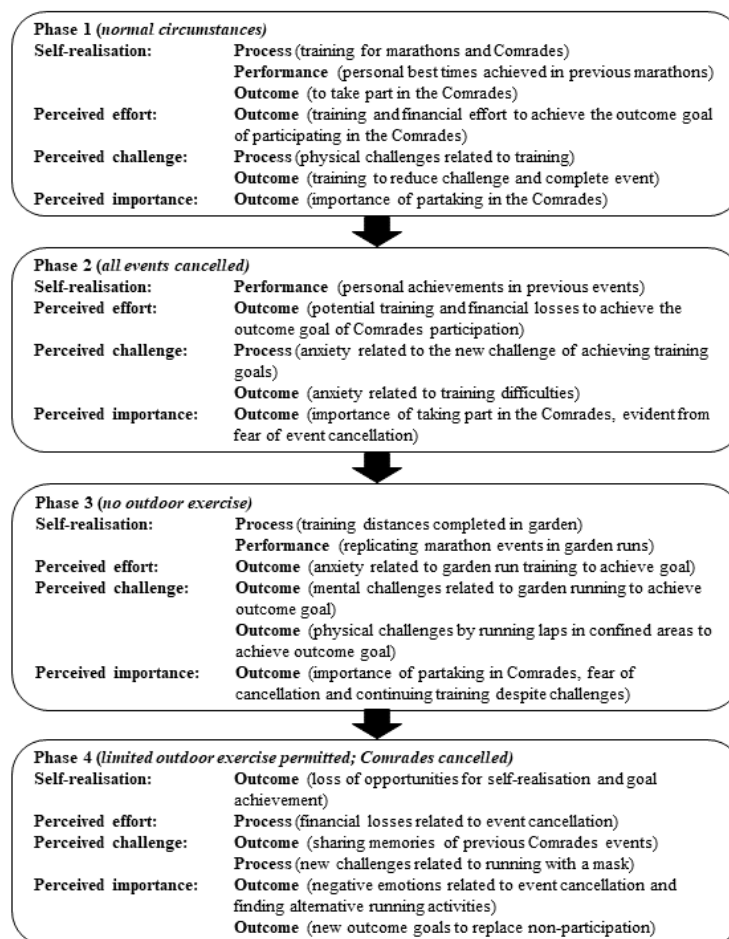 Phase 1 (normal circumstances)
Self-realisation: Process (training for marathons and Comrades)
Performance (personal best times achieved in previous marathons)
Outcome (to take part in the Comrades)
Perceived effort: Outcome (training and financial effort to achieve the outcome goal
of participating in the Comrades)
Perceived challenge: Process (physical challenges related to training)
Outcome (training to reduce challenge and complete event)
Perceived importance: Outcome (importance of partaking in the Comrades)
Phase 2 (all events cancelled)
Self-realisation: Performance (personal achievements in previous events)
Perceived effort: Outcome (potential training and financial losses to achieve the
outcome goal of Comrades participation)
Perceived challenge: Process (anxiety related to the new challenge of achieving training
goals)
Outcome (anxiety related to training difficulties)
Perceived importance: Outcome (importance of taking part in the Comrades, evident from
fear of event cancellation)
Phase 3 (no outdoor exercise)
Self-realisation: Process (training distances completed in garden)
Performance (replicating marathon events in garden runs)
Perceived effort: Outcome (anxiety related to garden run training to achieve goal)
Perceived challenge: Outcome (mental challenges related to garden running to achieve
outcome goal)
Outcome (physical challenges by running laps in confined areas to
achieve outcome goal)
Perceived importance: Outcome (importance of partaking in Comrades, fear of
cancellation and continuing training despite challenges)
Phase 4 (limited outdoor exercise permitted; Comrades cancelled)
Self-realisation: Outcome (loss of opportunities for self-realisation and goal
achievement)
Perceived effort: Process (financial losses related to event cancellation)
Perceived challenge: Outcome (sharing memories of previous Comrades events)
Process (new challenges related to running with a mask)
Perceived importance: Outcome (negative emotions related to event cancellation and
finding alternative running activities)
Outcome (new outcome goals to replace non-participation)